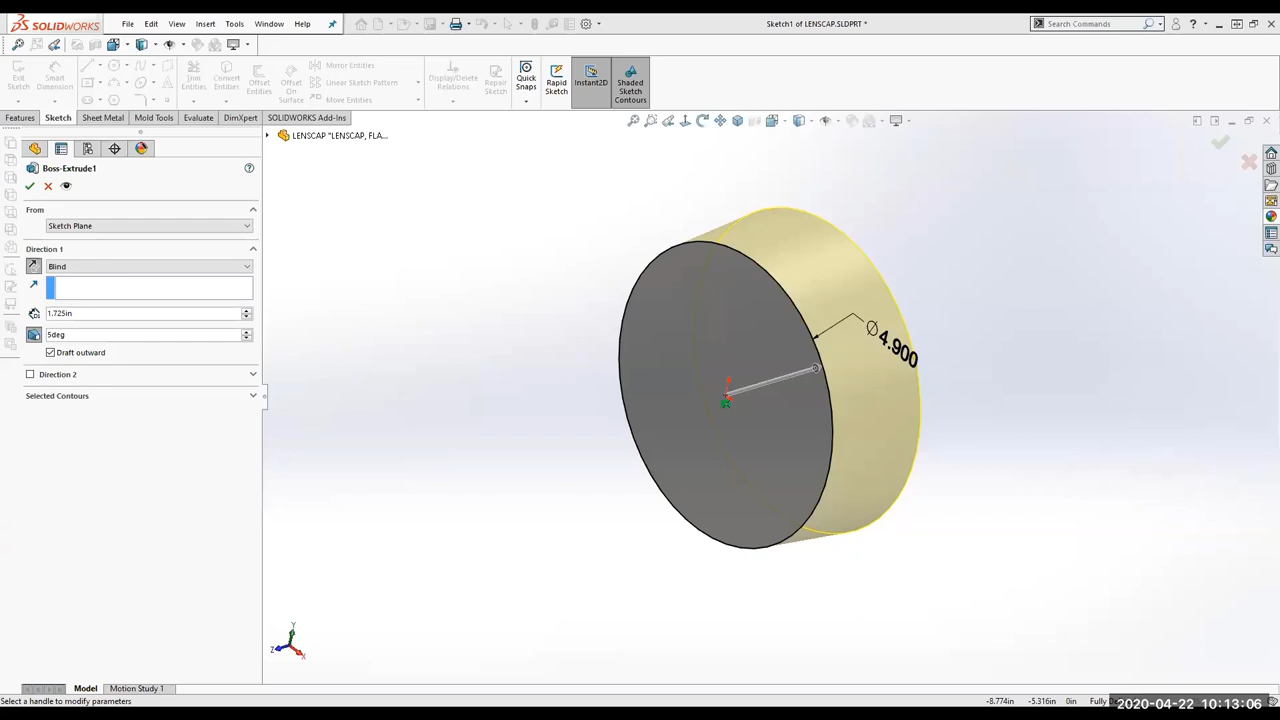 SOLIDWORKS File Edit View Insert Tools Window Help Sketch1 of LENSCAP.SLDPRT * Search Commands
Exit Sketch
Smart Dimension
Trim Entities
Convert Entities
Offset Entities
Offset On Surface
Mirror Entities
Linear Sketch Pattern
Move Entities
Display/Delete Relations
Repair Sketch
Quick Snaps
Rapid Sketch
Instant2D
Shaded Sketch Contours
Features Sketch Sheet Metal Mold Tools Evaluate DimXpert SOLIDWORKS Add-Ins
LENSCAP "LENSCAP, FLA...
Boss-Extrude1
From
Sketch Plane
Direction 1
Blind
1.725in
5deg
Draft outward
Direction 2
Selected Contours
Ø4.900
Y
Z
X
Model Motion Study 1
Select a handle to modify parameters -8.774in -5.316in 0in Fully
2020-04-22 10:13:06